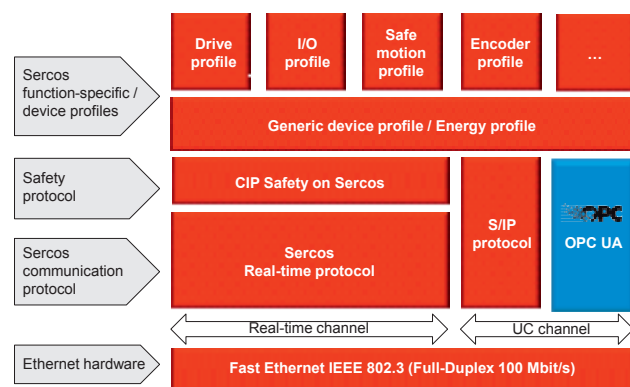 Sercos
function-specific /
device profiles
Drive
profile
I/O
profile
Safe
motion
profile
Encoder
profile
...
Generic device profile / Energy profile
Safety
protocol
CIP Safety on Sercos
Sercos
communication
protocol
Sercos
Real-time protocol
S/IP
protocol
OPC
OPC UA
Real-time channel
UC channel
Ethernet hardware
Fast Ethernet IEEE 802.3 (Full-Duplex 100 Mbit/s)